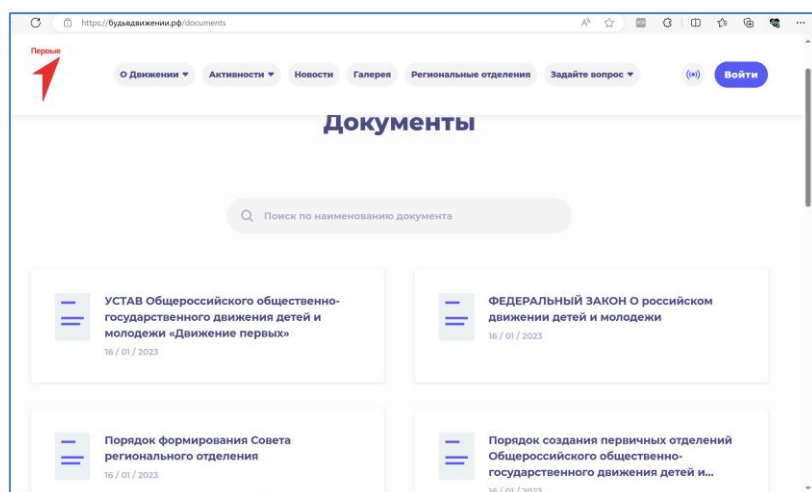 https://будьвдвижении.рф/documents
Первые
О Движении Активности Новости Галерея Региональные отделения Задайте вопрос Войти
Документы
Поиск по наименованию документа
УСТАВ Общероссийского общественно-
государственного движения детей и
молодежи «Движение первых»
16 / 01 / 2023
ФЕДЕРАЛЬНЫЙ ЗАКОН О российском
движении детей и молодежи
16 / 01 / 2023
Порядок формирования Совета
регионального отделения
16 / 01 / 2023
Порядок создания первичных отделений
Общероссийского общественно-
государственного движения детей и...
16 / 01 / 2023